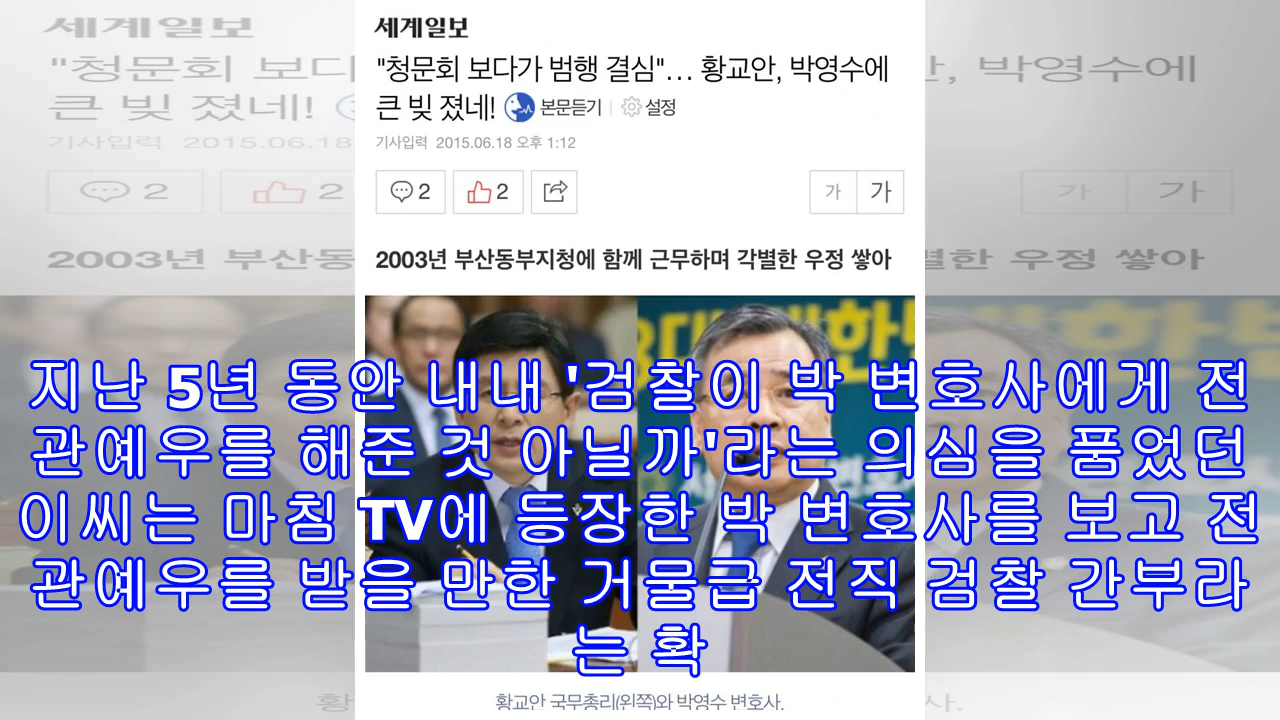 세계일보
"청문회 보다가 범행 결심"… 황교안, 박영수에
큰 빚 졌네! 본문듣기 | 설정
기사입력 2015.06.18 오후 1:12
2 2 가 가
2003년 부산동부지청에 함께 근무하며 각별한 우정 쌓아
지난 5년 동안 내내 '검찰이 박 변호사에게 전
관예우를 해준 것 아닐까'라는 의심을 품었던
이씨는 마침 TV에 등장한 박 변호사를 보고 전
관예우를 받을 만한 거물급 전직 검찰 간부라
는 확
황교안 국무총리(왼쪽)와 박영수 변호사.